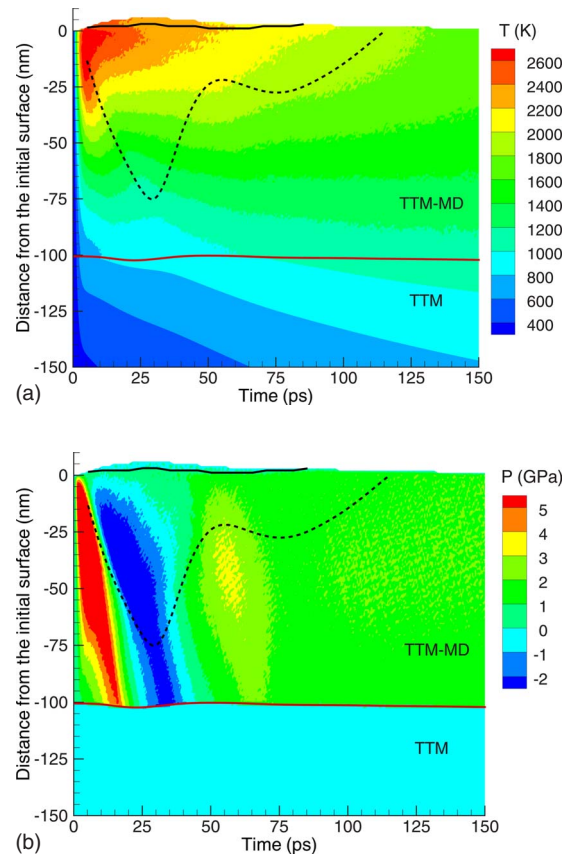 T (K)
0
-25
-50
-75
-100
-125
-150
Distance from the initial surface (nm)
TTM-MD
TTM
2600
2400
2200
2000
1800
1600
1400
1200
1000
800
600
400
0 25 50 75 100 125 150
Time (ps)
(a)
P (GPa)
0
-25
-50
-75
-100
-125
-150
Distance from the initial surface (nm)
TTM-MD
TTM
5
4
3
2
1
0
-1
-2
0 25 50 75 100 125 150
Time (ps)
(b)